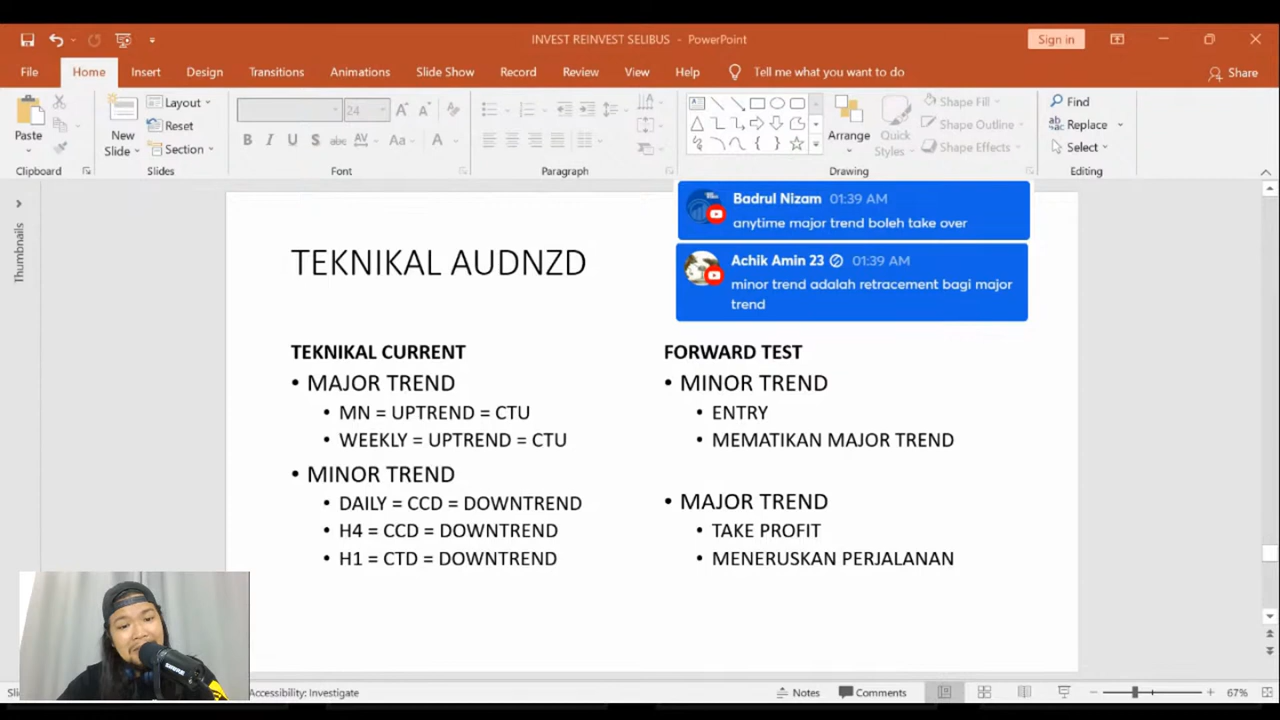 INVEST REINVEST SELIBUS - PowerPoint
Sign in
File Home Insert Design Transitions Animations Slide Show Record Review View Help Tell me what you want to do Share
Paste
Clipboard
New
Slide
Layout
Reset
Section
Slides
24
B I U S abc AV Aa A
Font
Paragraph
Arrange
Quick
Styles
Shape Fill
Shape Outline
Shape Effects
Drawing
Find
Replace
Select
Editing
Thumbnails
Badrul Nizam 01:39 AM
anytime major trend boleh take over
Achik Amin 23 01:39 AM
minor trend adalah retracement bagi major
trend
TEKNIKAL AUDNZD
TEKNIKAL CURRENT
• MAJOR TREND
• MN = UPTREND = CTU
• WEEKLY = UPTREND = CTU
• MINOR TREND
• DAILY = CCD = DOWNTREND
• H4 = CCD = DOWNTREND
• H1 = CTD = DOWNTREND
FORWARD TEST
• MINOR TREND
• ENTRY
• MEMATIKAN MAJOR TREND
• MAJOR TREND
• TAKE PROFIT
• MENERUSKAN PERJALANAN
Accessibility: Investigate
Notes
Comments
67%